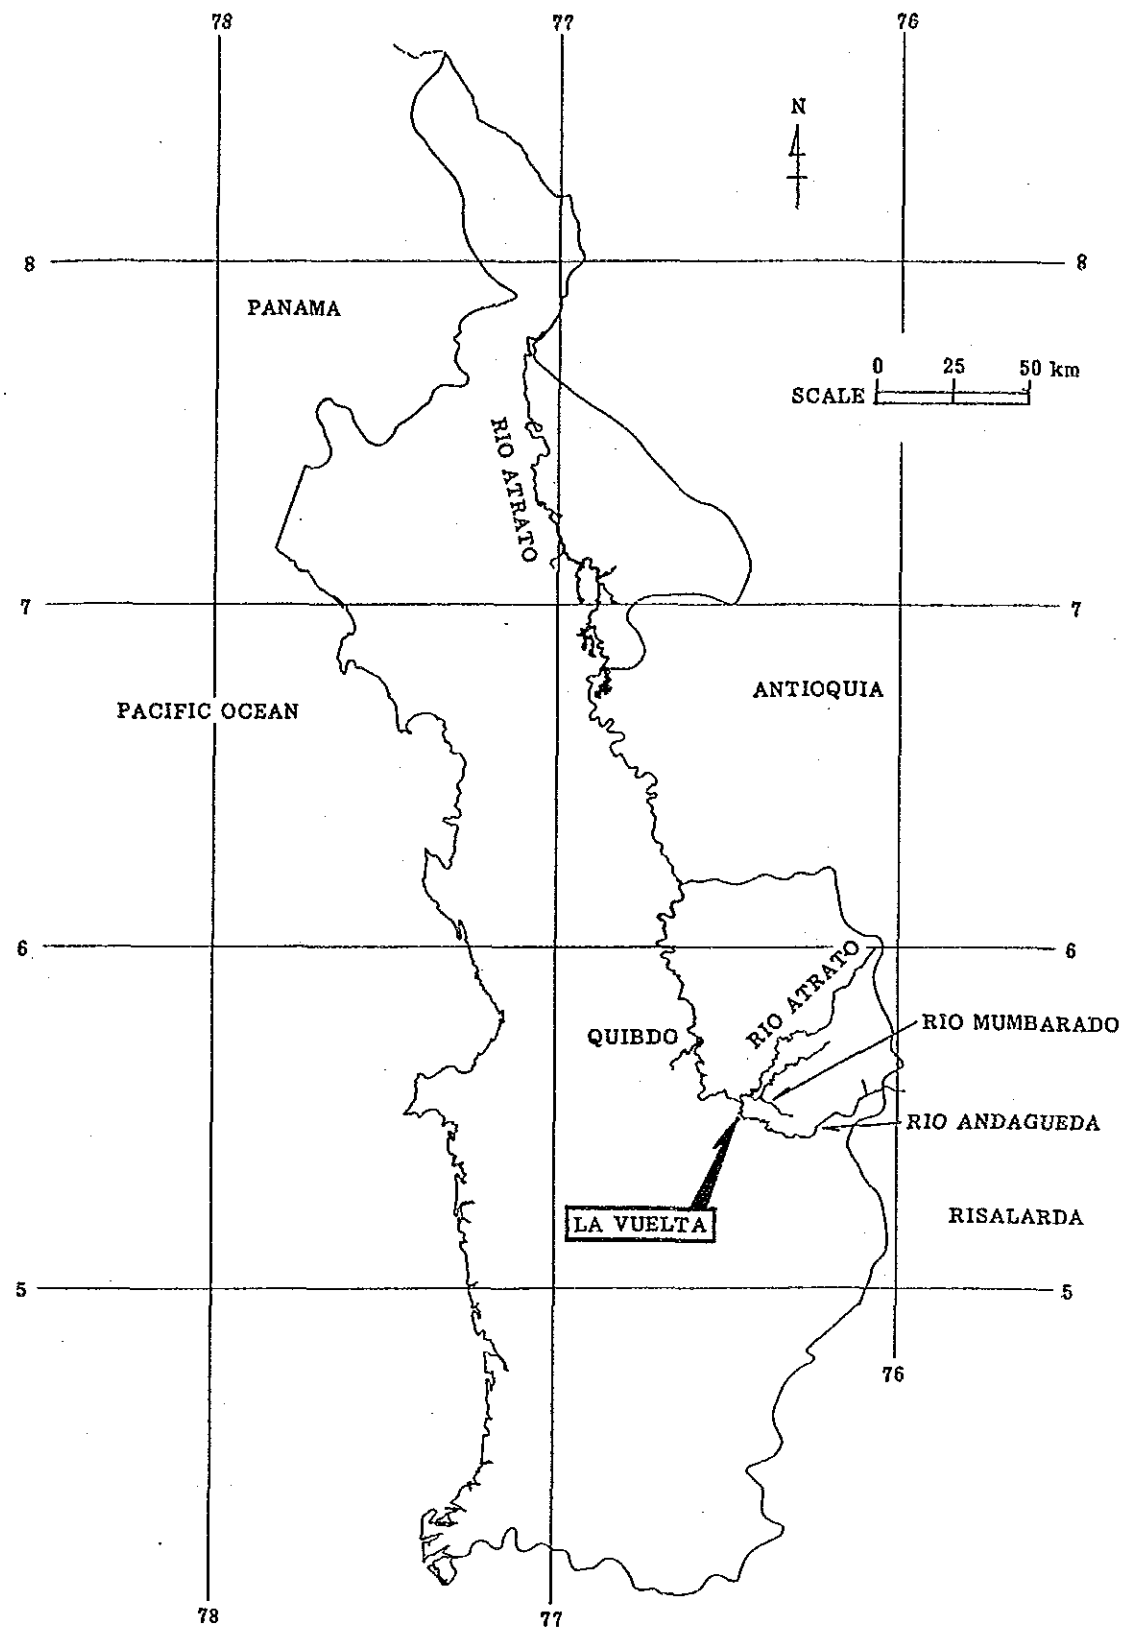 78 77 76
N
8 8
PANAMA
0 25 50 km
SCALE
RIO ATRATO
7 7
ANTIOQUIA
PACIFIC OCEAN
6 6
RIO ATRATO
RIO MUMBARADO
QUIBDO
RIO ANDAGUEDA
LA VUELTA
RISALARDA
5 5
76
78 77